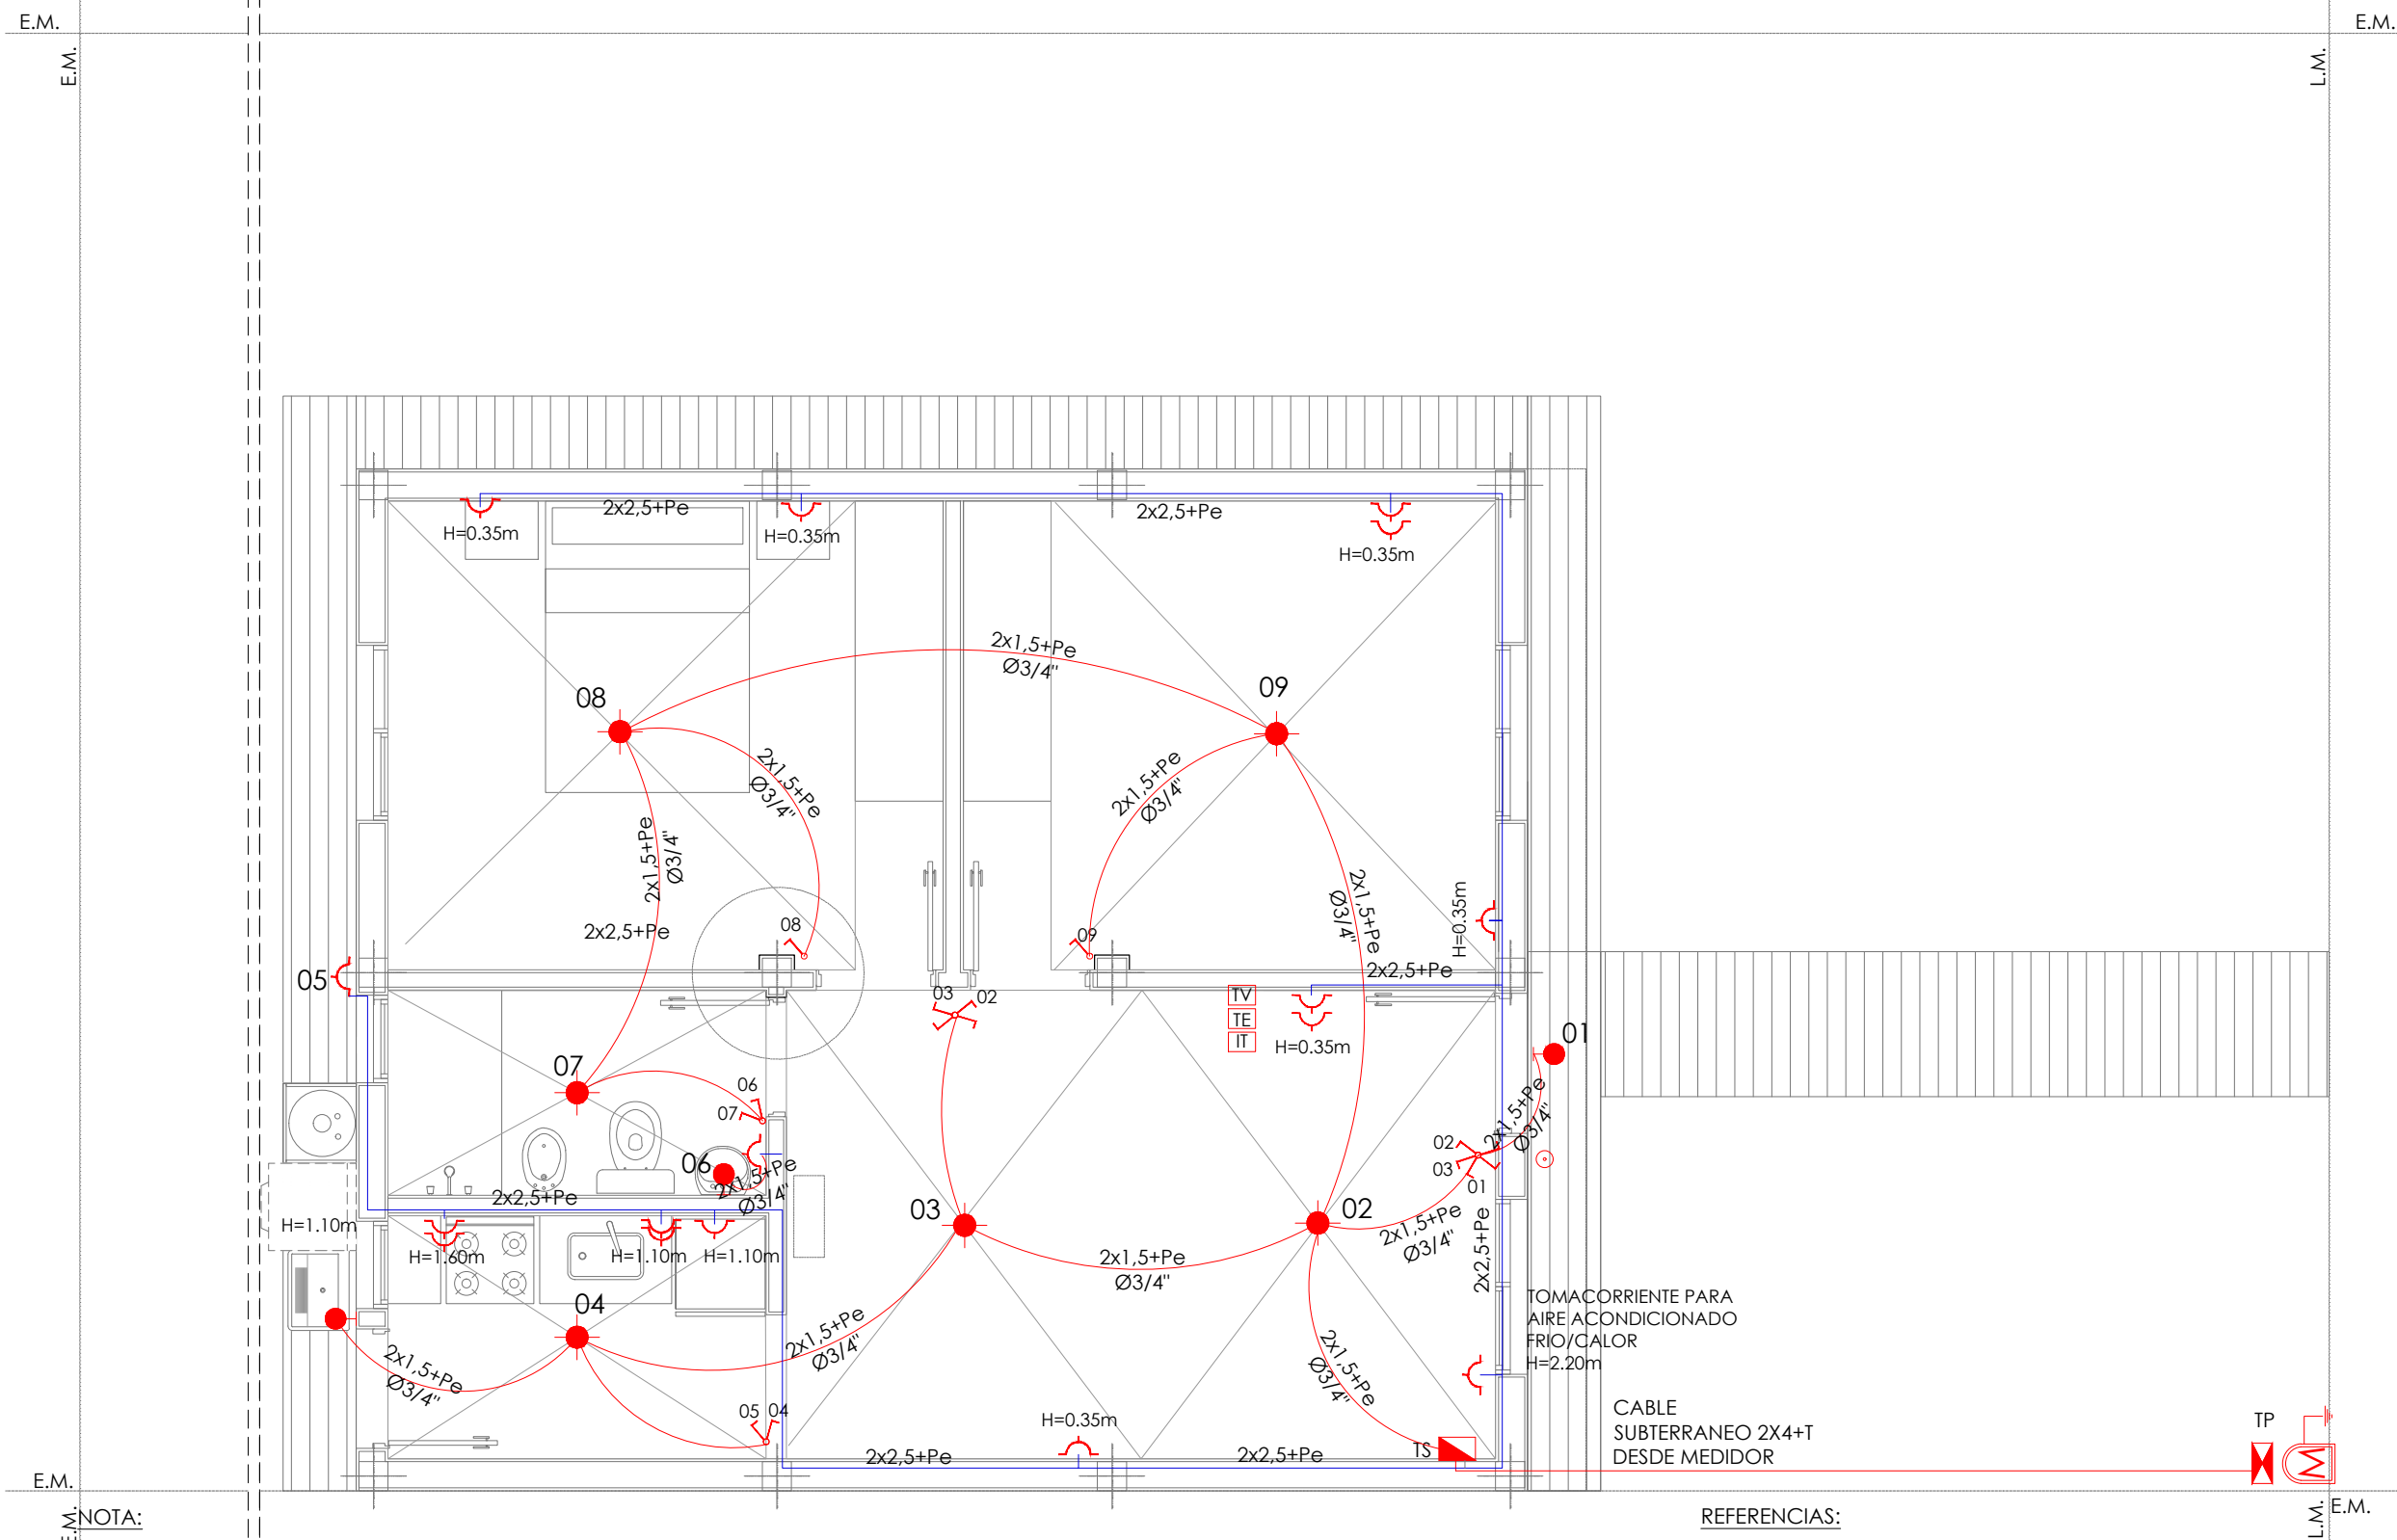 E.M.
E.M.
E.M.
L.M.
2x2,5+Pe
2x2,5+Pe
H=0.35m
H=0.35m
H=0.35m
2x1,5+Pe
Ø3/4"
08
09
2x1,5+Pe
Ø3/4"
2x1,5+Pe
Ø3/4"
2x1,5+Pe
Ø3/4"
2x1,5+Pe
Ø3/4"
H=0.35m
08
09
2x2,5+Pe
2x2,5+Pe
05
03
02
TV
TE
IT
H=0.35m
01
07
06
07
2x1,5+Pe
Ø3/4"
02
03
01
06
2x1,5+Pe
Ø3/4"
2x2,5+Pe
03
02
2x1,5+Pe
Ø3/4"
2x2,5+Pe
H=1.10m
H=1.60m
H=1.10m
H=1.10m
2x1,5+Pe
Ø3/4"
04
TOMACORRIENTE PARA
AIRE ACONDICIONADO
FRIO/CALOR
H=2.20m
2x1,5+Pe
Ø3/4"
2x1,5+Pe
Ø3/4"
2x1,5+Pe
Ø3/4"
05
04
H=0.35m
CABLE
SUBTERRANEO 2X4+T
DESDE MEDIDOR
TP
M
TS
2x2,5+Pe
2x2,5+Pe
E.M.
E.M.
E.M.
L.M.
NOTA:
REFERENCIAS: